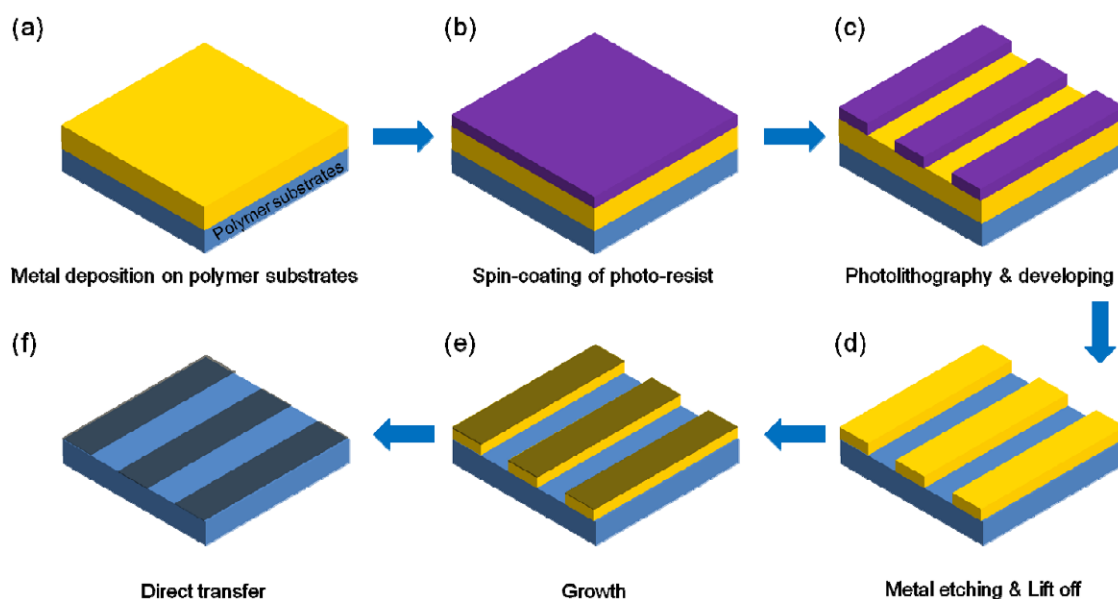 (a)
(b)
(c)
Polymer substrates
Metal deposition on polymer substrates
Spin-coating of photo-resist
Photolithography & developing
(f)
(e)
(d)
Direct transfer
Growth
Metal etching & Lift off